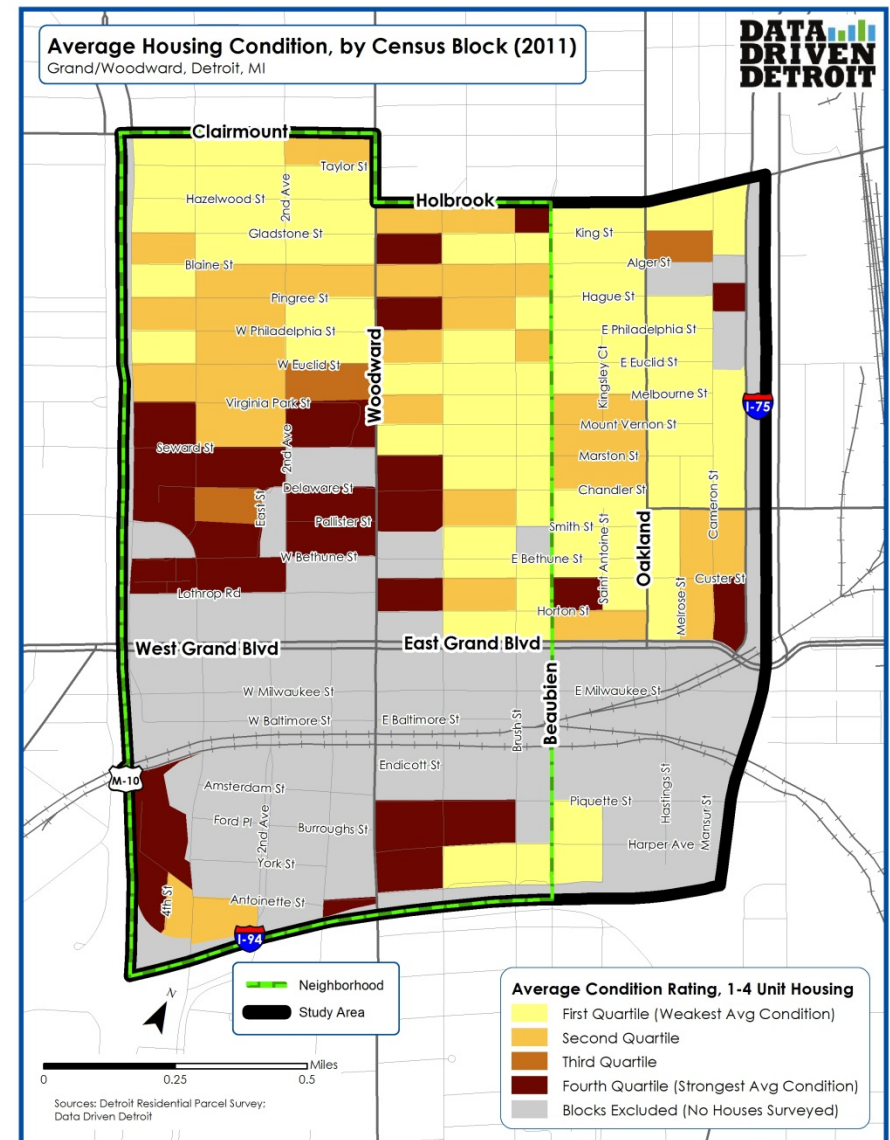 Average Housing Condition, by Census Block (2011)
Grand/Woodward, Detroit, MI
DATA
DRIVEN
DETROIT
Clairmount
Taylor St
Hazelwood St
2nd Ave
Holbrook
Gladstone St
King St
Blaine St
Alger St
Pingree St
Hague St
W Philadelphia St
E Philadelphia St
Woodward
W Euclid St
E Euclid St
Kingsley Ct
Virginia Park St
Melbourne St
I-75
Mount Vernon St
Seward St
2nd Ave
Marston St
Delaware St
Chandler St
East St
Pallister St
Smith St
Cameron St
W Bethune St
E Bethune St
Saint Antoine St
Oakland
Lothrop Rd
Custer St
Horton St
Melrose St
West Grand Blvd
East Grand Blvd
W Milwaukee St
E Milwaukee St
W Baltimore St
E Baltimore St
Brush St
Beaubien
M-10
Endicott St
Amsterdam St
Piquette St
Hastings St
Mansur St
Ford Pl
2nd Ave
Burroughs St
Harper Ave
York St
4th St
Antoinette St
I-94
N
Neighborhood
Study Area
Miles
0 0.25 0.5
Sources: Detroit Residential Parcel Survey;
Data Driven Detroit
Average Condition Rating, 1-4 Unit Housing
First Quartile (Weakest Avg Condition)
Second Quartile
Third Quartile
Fourth Quartile (Strongest Avg Condition)
Blocks Excluded (No Houses Surveyed)